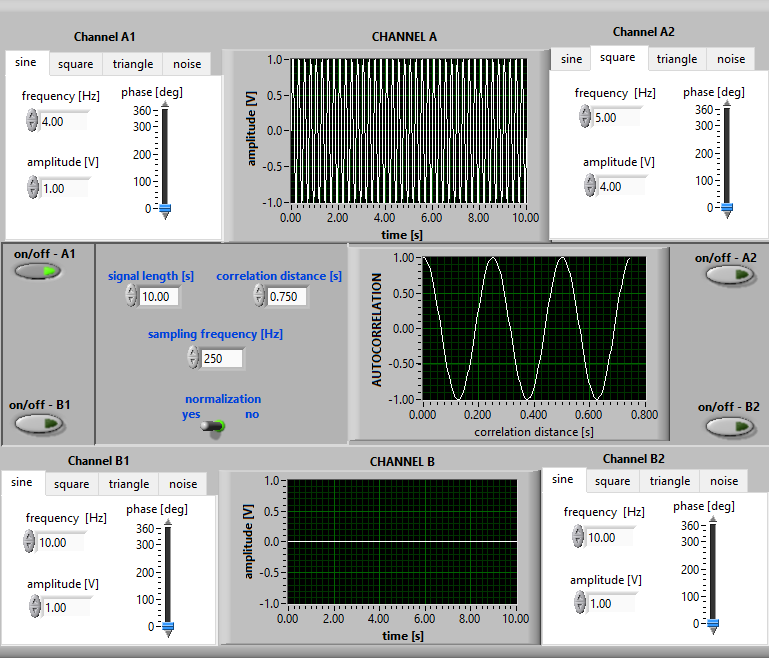 Channel A1
sine square triangle noise
frequency [Hz]
4.00
amplitude [V]
1.00
phase [deg]
360
300
200
100
0
CHANNEL A
amplitude [V]
1.0
0.5
0.0
-0.5
-1.0
0.00 2.00 4.00 6.00 8.00 10.00
time [s]
Channel A2
sine square triangle noise
frequency [Hz]
5.00
amplitude [V]
4.00
phase [deg]
360
300
200
100
0
on/off - A1
on/off - B1
signal length [s]
10.00
correlation distance [s]
0.750
sampling frequency [Hz]
250
normalization
yes no
AUTOCORRELATION
1.00
0.50
0.00
-0.50
-1.00
0.000 0.200 0.400 0.600 0.800
correlation distance [s]
on/off - A2
on/off - B2
Channel B1
sine square triangle noise
frequency [Hz]
10.00
amplitude [V]
1.00
phase [deg]
360
300
200
100
0
CHANNEL B
amplitude [V]
1.0
0.5
0.0
-0.5
-1.0
0.00 2.00 4.00 6.00 8.00 10.00
time [s]
Channel B2
sine square triangle noise
frequency [Hz]
10.00
amplitude [V]
1.00
phase [deg]
360
300
200
100
0